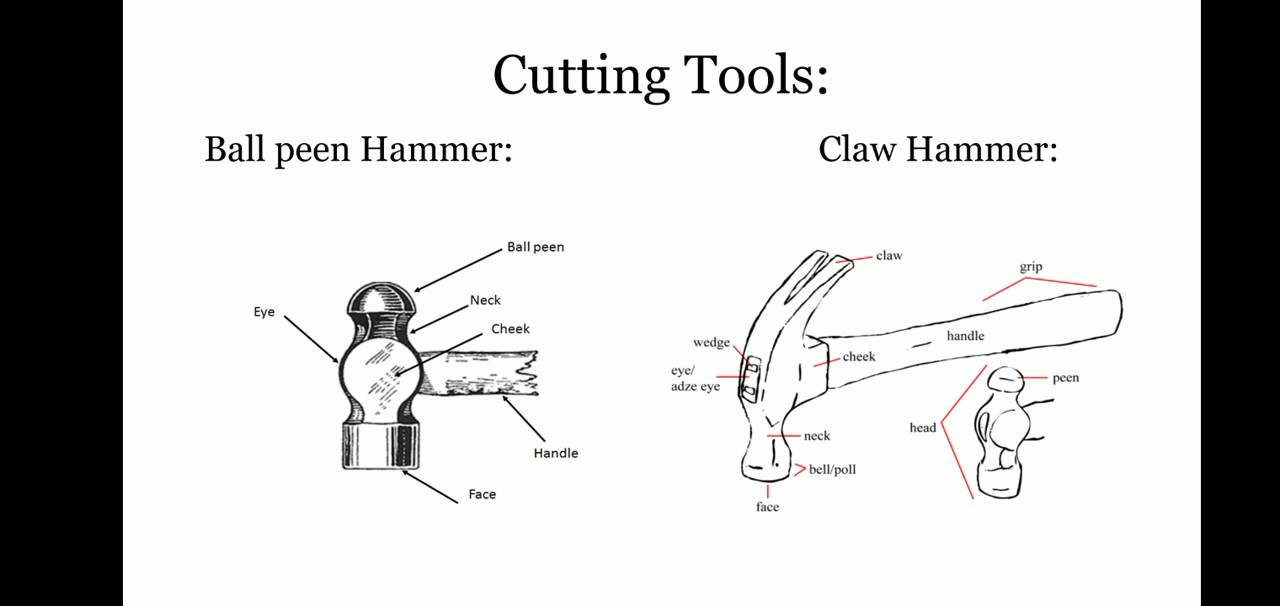 Cutting Tools:
Ball peen Hammer:
Claw Hammer:
Ball peen
Neck
Eye
Cheek
Handle
Face
claw
grip
wedge
handle
cheek
eye/
adze eye
peen
head
neck
bell/poll
face